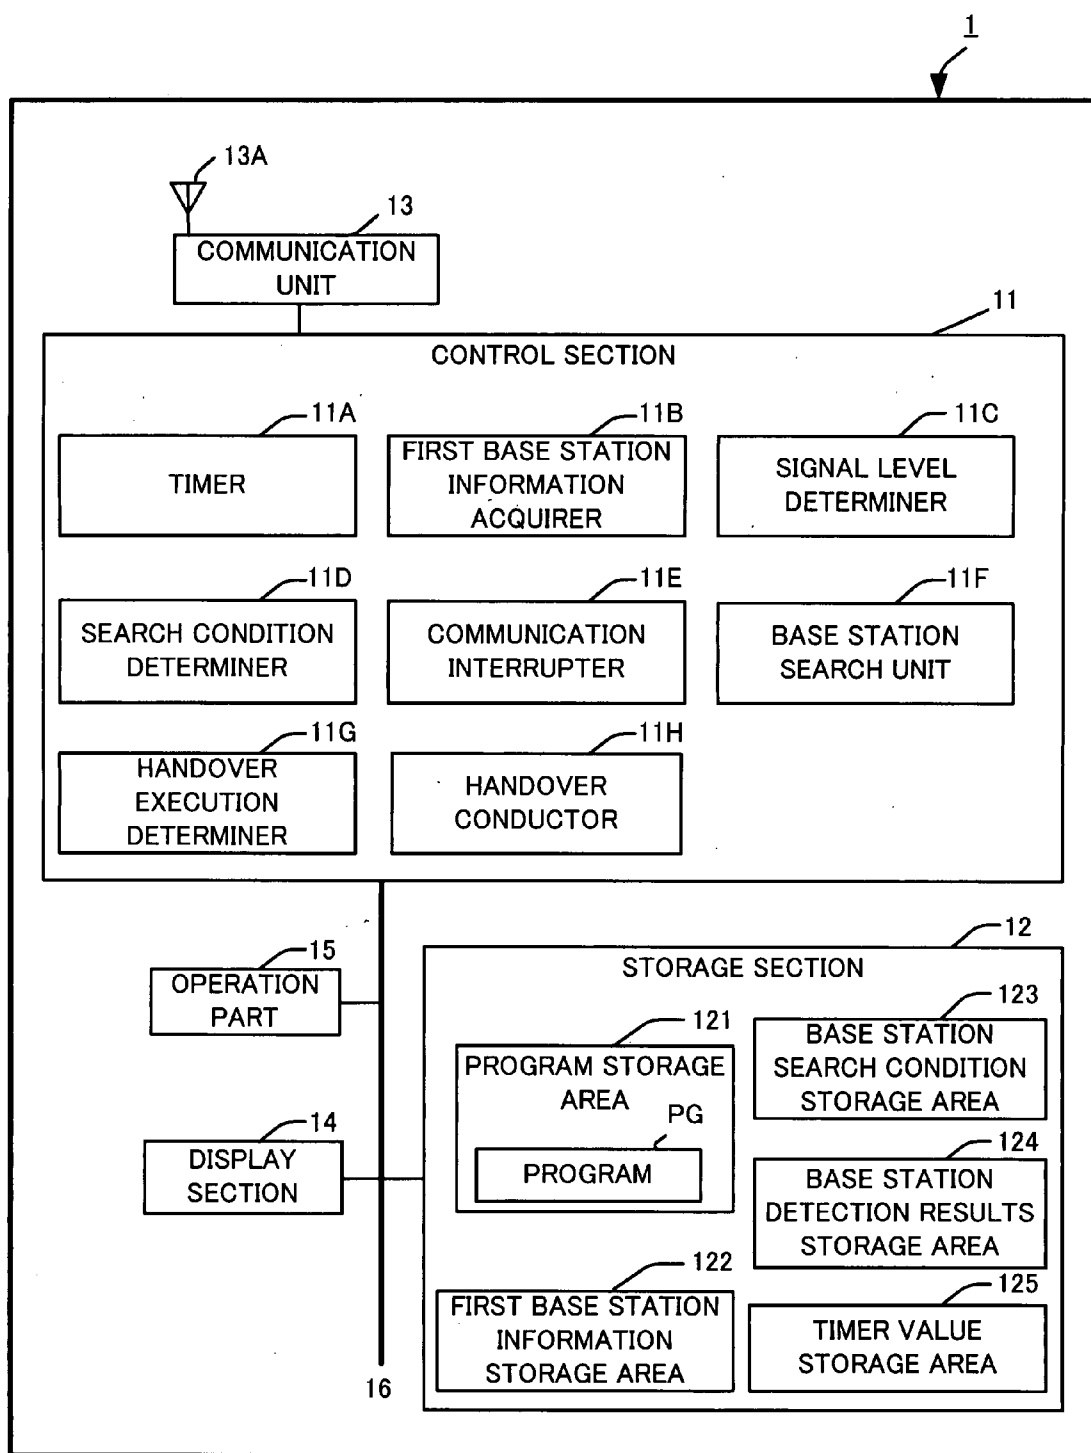 1
13A
13
COMMUNICATION
UNIT
11
CONTROL SECTION
11A
TIMER
11B
FIRST BASE STATION
INFORMATION
ACQUIRER
11C
SIGNAL LEVEL
DETERMINER
11D
SEARCH CONDITION
DETERMINER
11E
COMMUNICATION
INTERRUPTER
11F
BASE STATION
SEARCH UNIT
11G
HANDOVER
EXECUTION
DETERMINER
11H
HANDOVER
CONDUCTOR
15
OPERATION
PART
14
DISPLAY
SECTION
16
12
STORAGE SECTION
121
PROGRAM STORAGE
AREA
PG
PROGRAM
122
FIRST BASE STATION
INFORMATION
STORAGE AREA
123
BASE STATION
SEARCH CONDITION
STORAGE AREA
124
BASE STATION
DETECTION RESULTS
STORAGE AREA
125
TIMER VALUE
STORAGE AREA